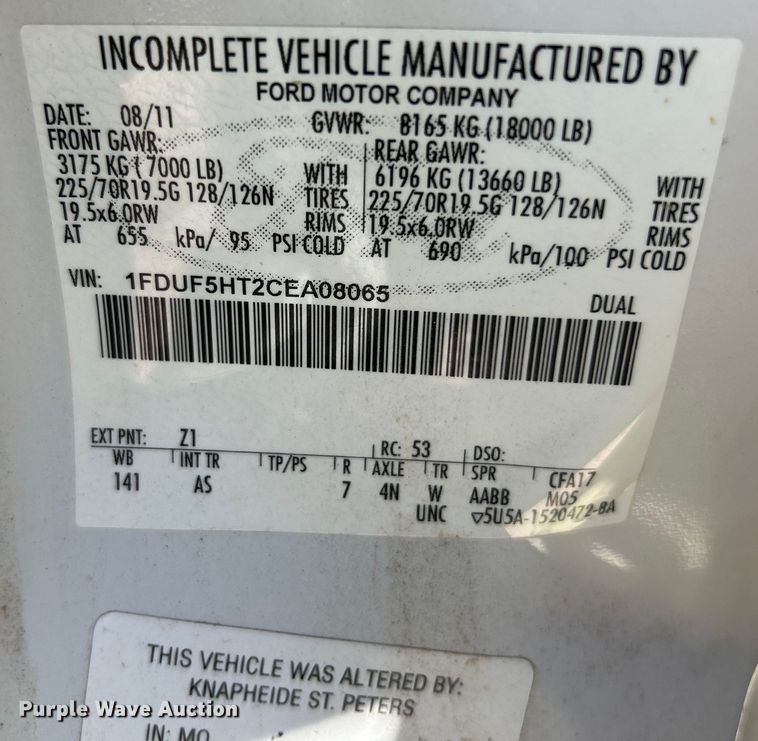 INCOMPLETE VEHICLE MANUFACTURED BY
FORD MOTOR COMPANY
DATE: 08/11 GVWR: 8165 KG (18000 LB)
FRONT GAWR: REAR GAWR:
3175 KG ( 7000 LB) WITH 6196 KG (13660 LB) WITH
225/70R19.5G 128/126N TIRES 225/70R19.5G 128/126N TIRES
19.5x6.0RW RIMS 19.5x6.0RW RIMS
AT 655 kPa/ 95 PSI COLD AT 690 kPa/100 PSI COLD
VIN: 1FDUF5HT2CEA08065 DUAL
EXT PNT: Z1 RC: 53 DSO:
WB INT TR TP/PS R AXLE TR SPR CFA17
141 AS 7 4N W AABB M05
UNC ▽5U5A-1520472-BA
THIS VEHICLE WAS ALTERED BY:
KNAPHEIDE ST. PETERS
IN: MO
Purple Wave Auction